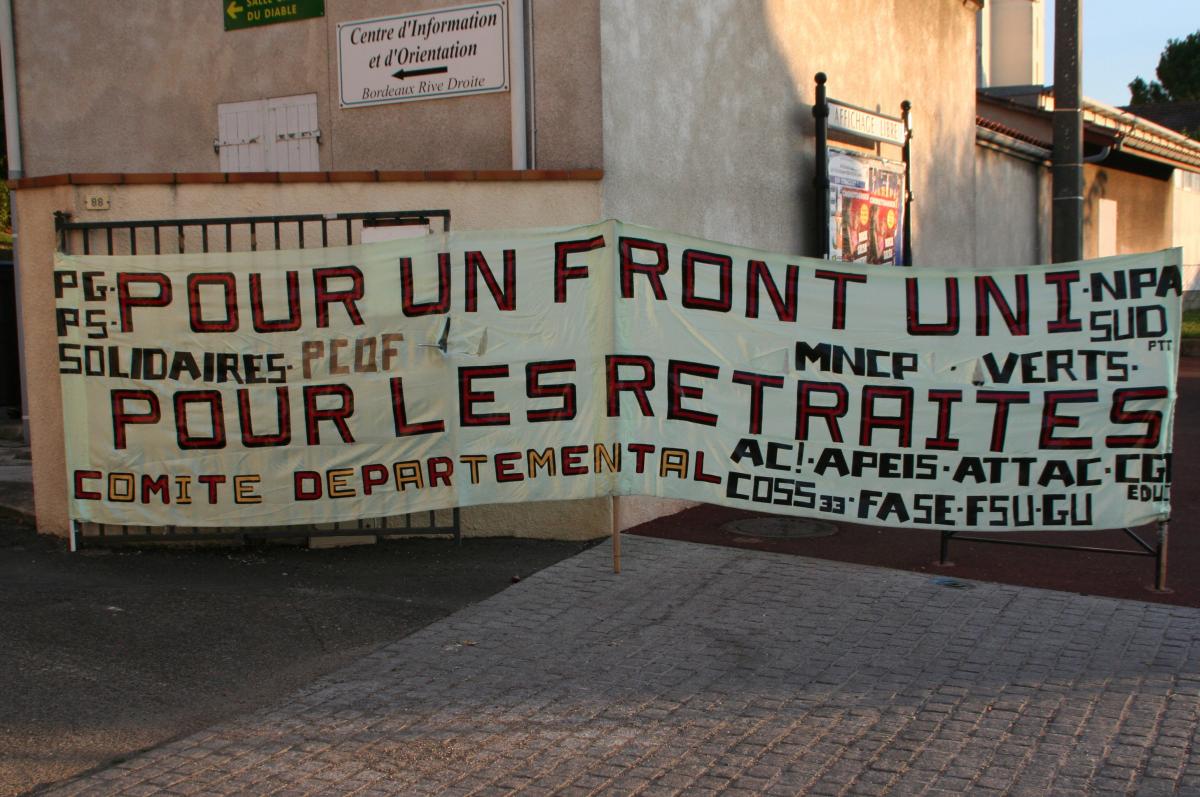 SALLE
DU DIABLE
Centre d'Information
et d'Orientation
Bordeaux Rive Droite
AFFICHAGE LIBRE
88
PG· POUR UN FRONT UNI ·NPA
PS·
SUD
PTT
SOLIDAIRES· PCOF MNCP · VERTS·
POUR LES RETRAITES
COMITE DEPARTEMENTAL
AC!·APEIS·ATTAC·CGT
EDUC
COSS 33·FASE·FSU·GU